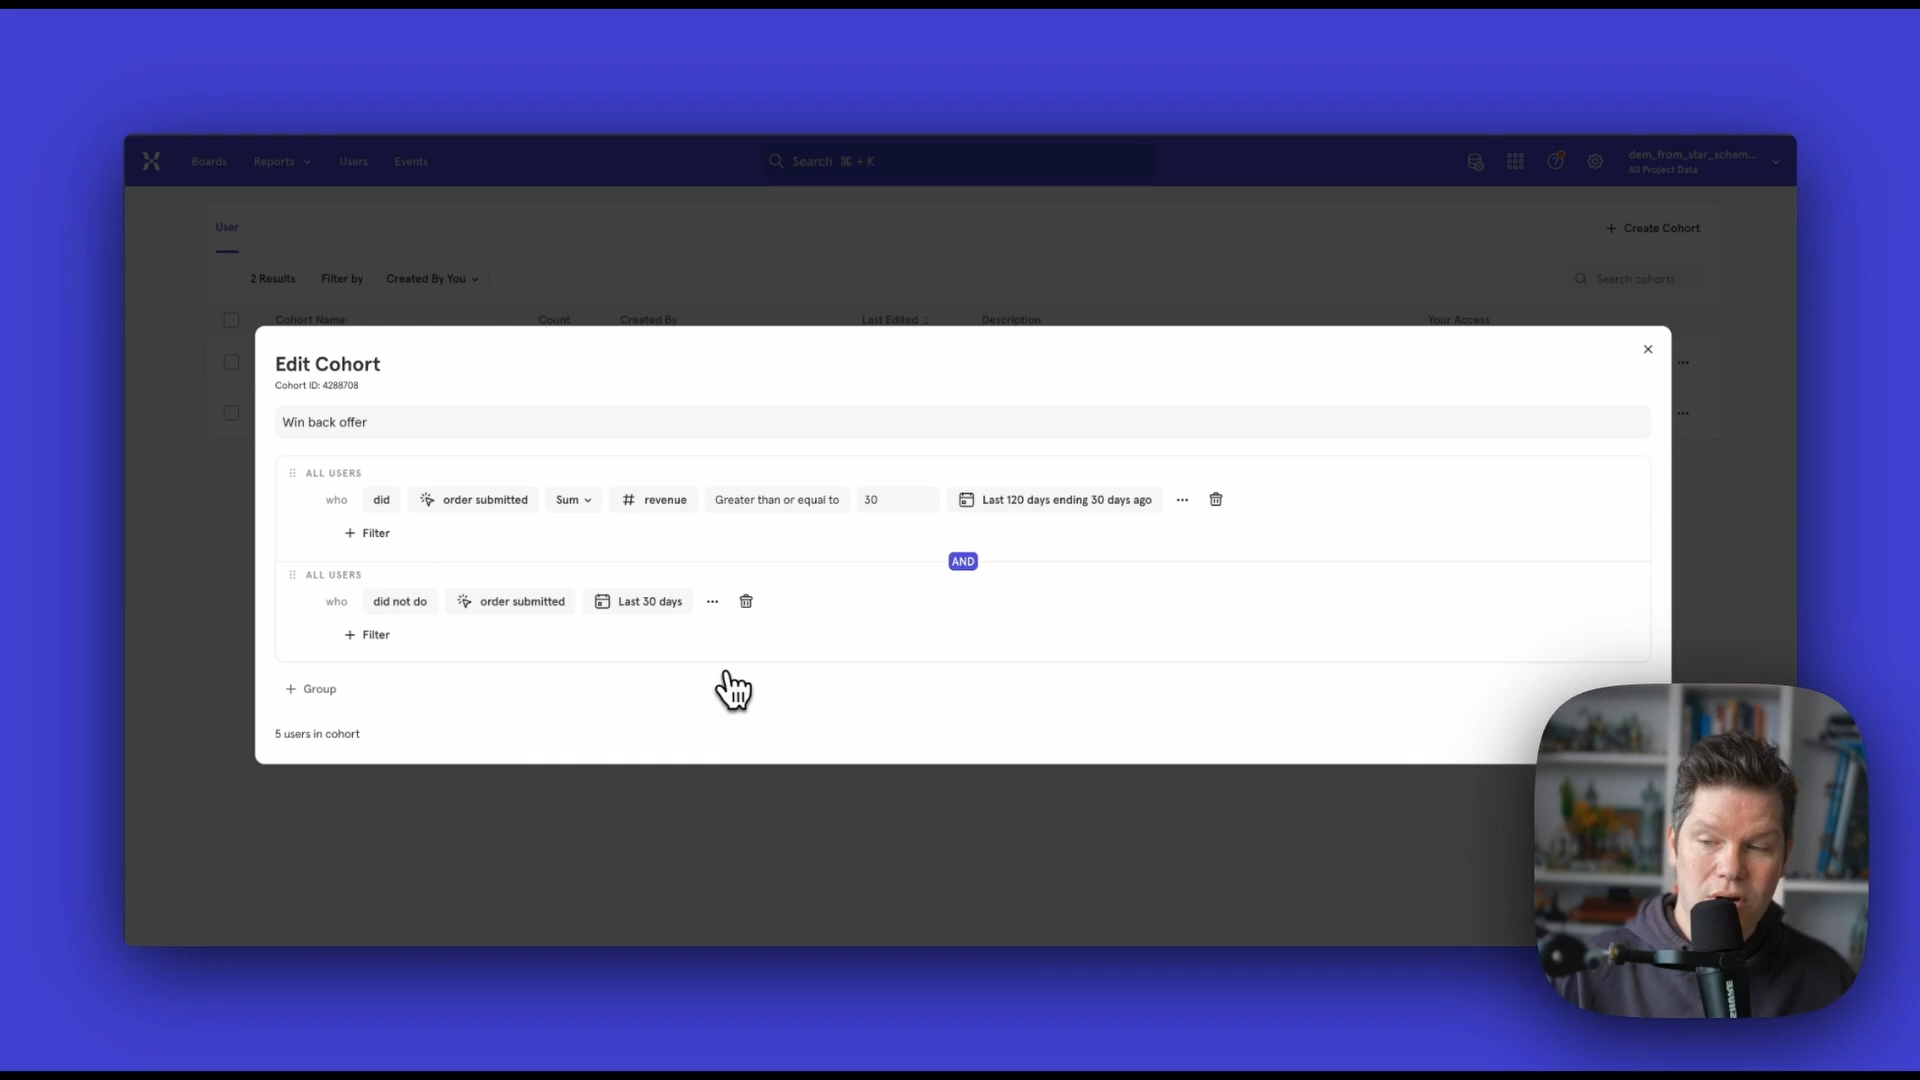 Boards Reports Users Events Search ⌘ + K dem_from_star_schem...
All Project Data
User + Create Cohort
2 Results Filter by Created By You Search cohorts
Cohort Name Count Created By Last Edited Description Your Access
Edit Cohort
Cohort ID: 4288708
Win back offer
ALL USERS
who did order submitted Sum # revenue Greater than or equal to 30 Last 120 days ending 30 days ago ...
+ Filter
AND
ALL USERS
who did not do order submitted Last 30 days ...
+ Filter
+ Group
5 users in cohort